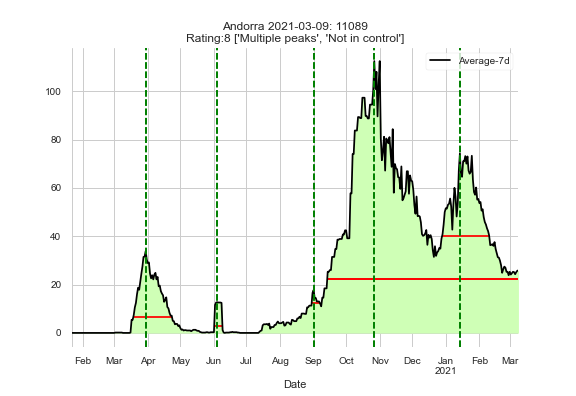 Andorra 2021-03-09: 11089
Rating:8 ['Multiple peaks', 'Not in control']
Average-7d
100
80
60
40
20
0
Feb Mar Apr May Jun Jul Aug Sep Oct Nov Dec Jan Feb Mar
2021
Date